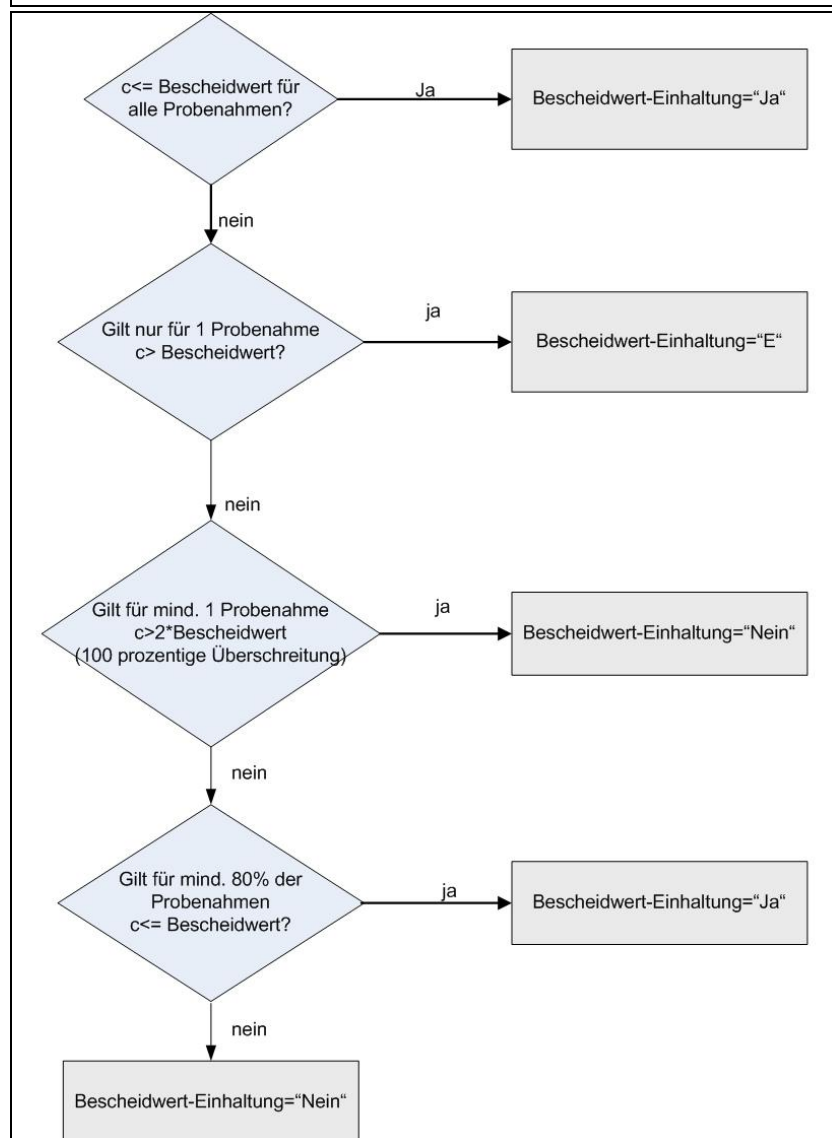 c<= Bescheidwert für
alle Probenahmen?
Ja
Bescheidwert-Einhaltung=“Ja“
nein
Gilt nur für 1 Probenahme
c> Bescheidwert?
ja
Bescheidwert-Einhaltung=“E“
nein
Gilt für mind. 1 Probenahme
c>2*Bescheidwert
(100 prozentige Überschreitung)
ja
Bescheidwert-Einhaltung=“Nein“
nein
Gilt für mind. 80% der
Probenahmen
c<= Bescheidwert?
ja
Bescheidwert-Einhaltung=“Ja“
nein
Bescheidwert-Einhaltung=“Nein“